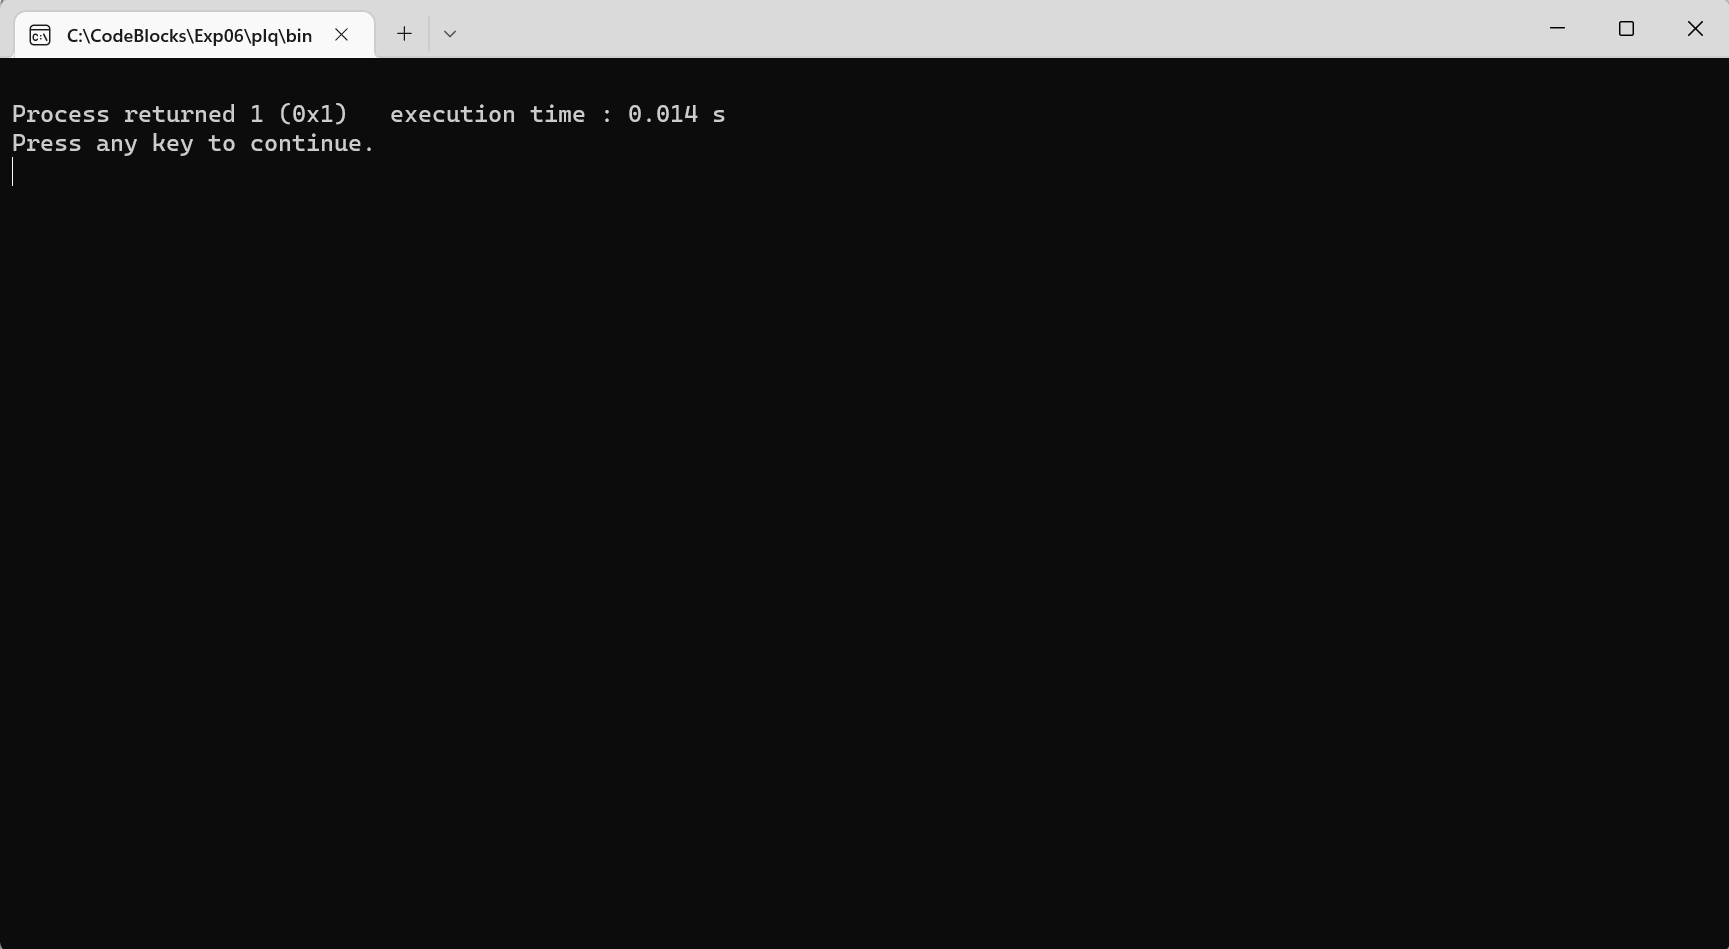 C:\CodeBlocks\Exp06\plq\bin
Process returned 1 (0x1)   execution time : 0.014 s
Press any key to continue.